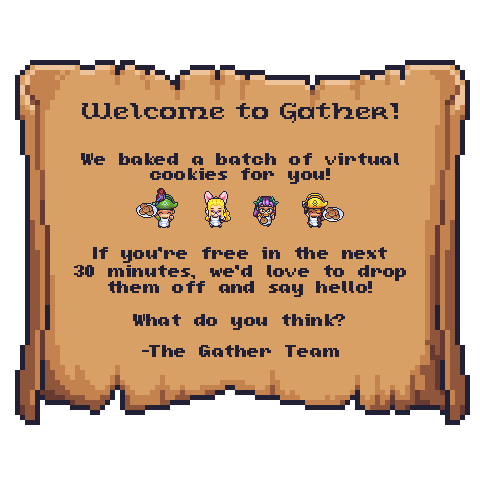 Welcome to Gather!
We baked a batch of virtual
cookies for you!
If you're free in the next
30 minutes, we'd love to drop
them off and say hello!
What do you think?
-The Gather Team